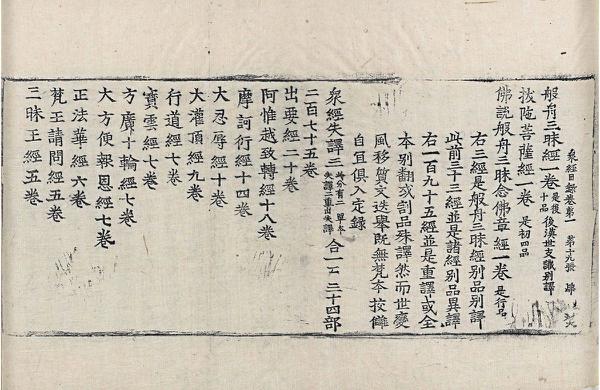 衆經目錄卷第一 第十九張
般舟三昧經一卷 是後十品 後漢世支讖別譯
拔陂菩薩經一卷 是初四品
佛說般舟三昧念佛章經一卷 是行品
右三經是般舟三昧經別品別譯
此前三十三經並是諸經別品異譯
右一百九十五經並是重譯或全
本別翻或割品殊譯然而世變
風移質文迭舉既無梵本挍讎
自宜俱入定錄
衆經失譯三 此分有二 單本失譯一 重出失譯二 合一百三十四部
二百七十五卷
出要經二十卷
阿惟越致轉經十八卷
摩訶衍經十四卷
大忍辱經十卷
大灌頂經九卷
行道經七卷
寶雲經七卷
方廣十輪經七卷
大方便報恩經七卷
正法華經六卷
梵王請問經五卷
三昧王經五卷